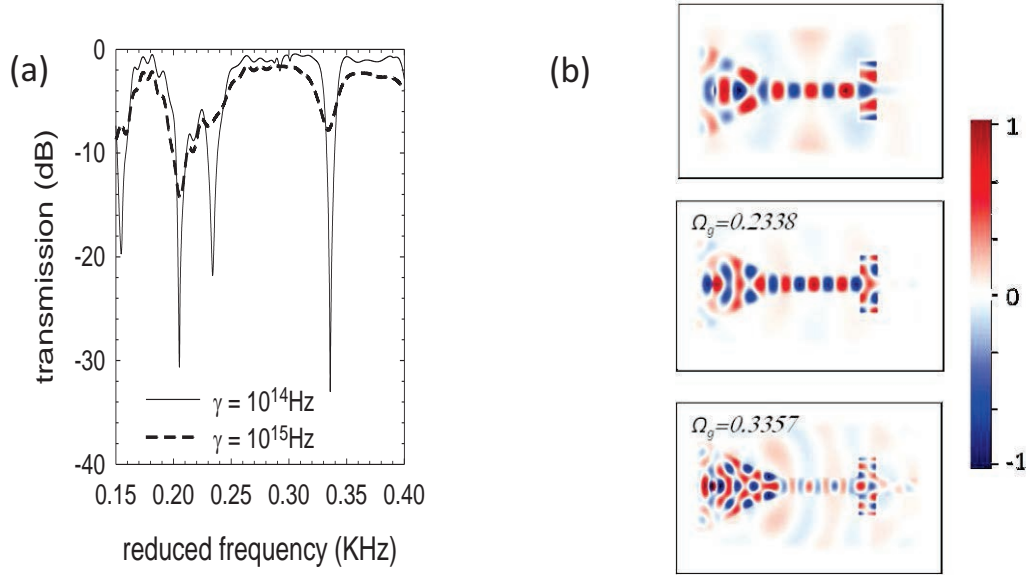 (a)
transmission (dB)
0
-10
-20
-30
-40
γ = 10¹⁴Hz
γ = 10¹⁵Hz
0.15 0.20 0.25 0.30 0.35 0.40
reduced frequency (KHz)
(b)
Ω_g=0.2338
Ω_g=0.3357
1
0
-1